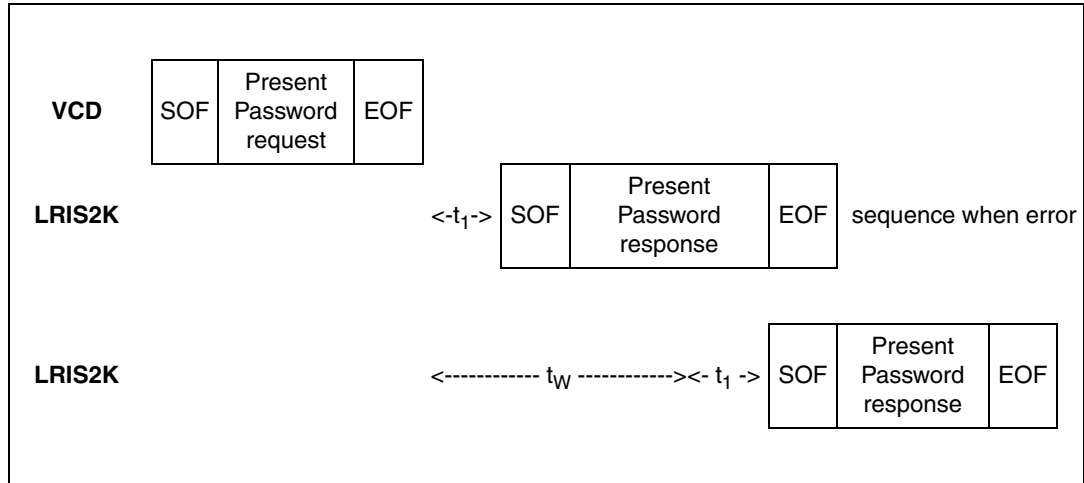 VCD SOF Present Password request EOF
LRIS2K <-t1-> SOF Present Password response EOF sequence when error
LRIS2K <------------ tW ------------><- t1 -> SOF Present Password response EOF